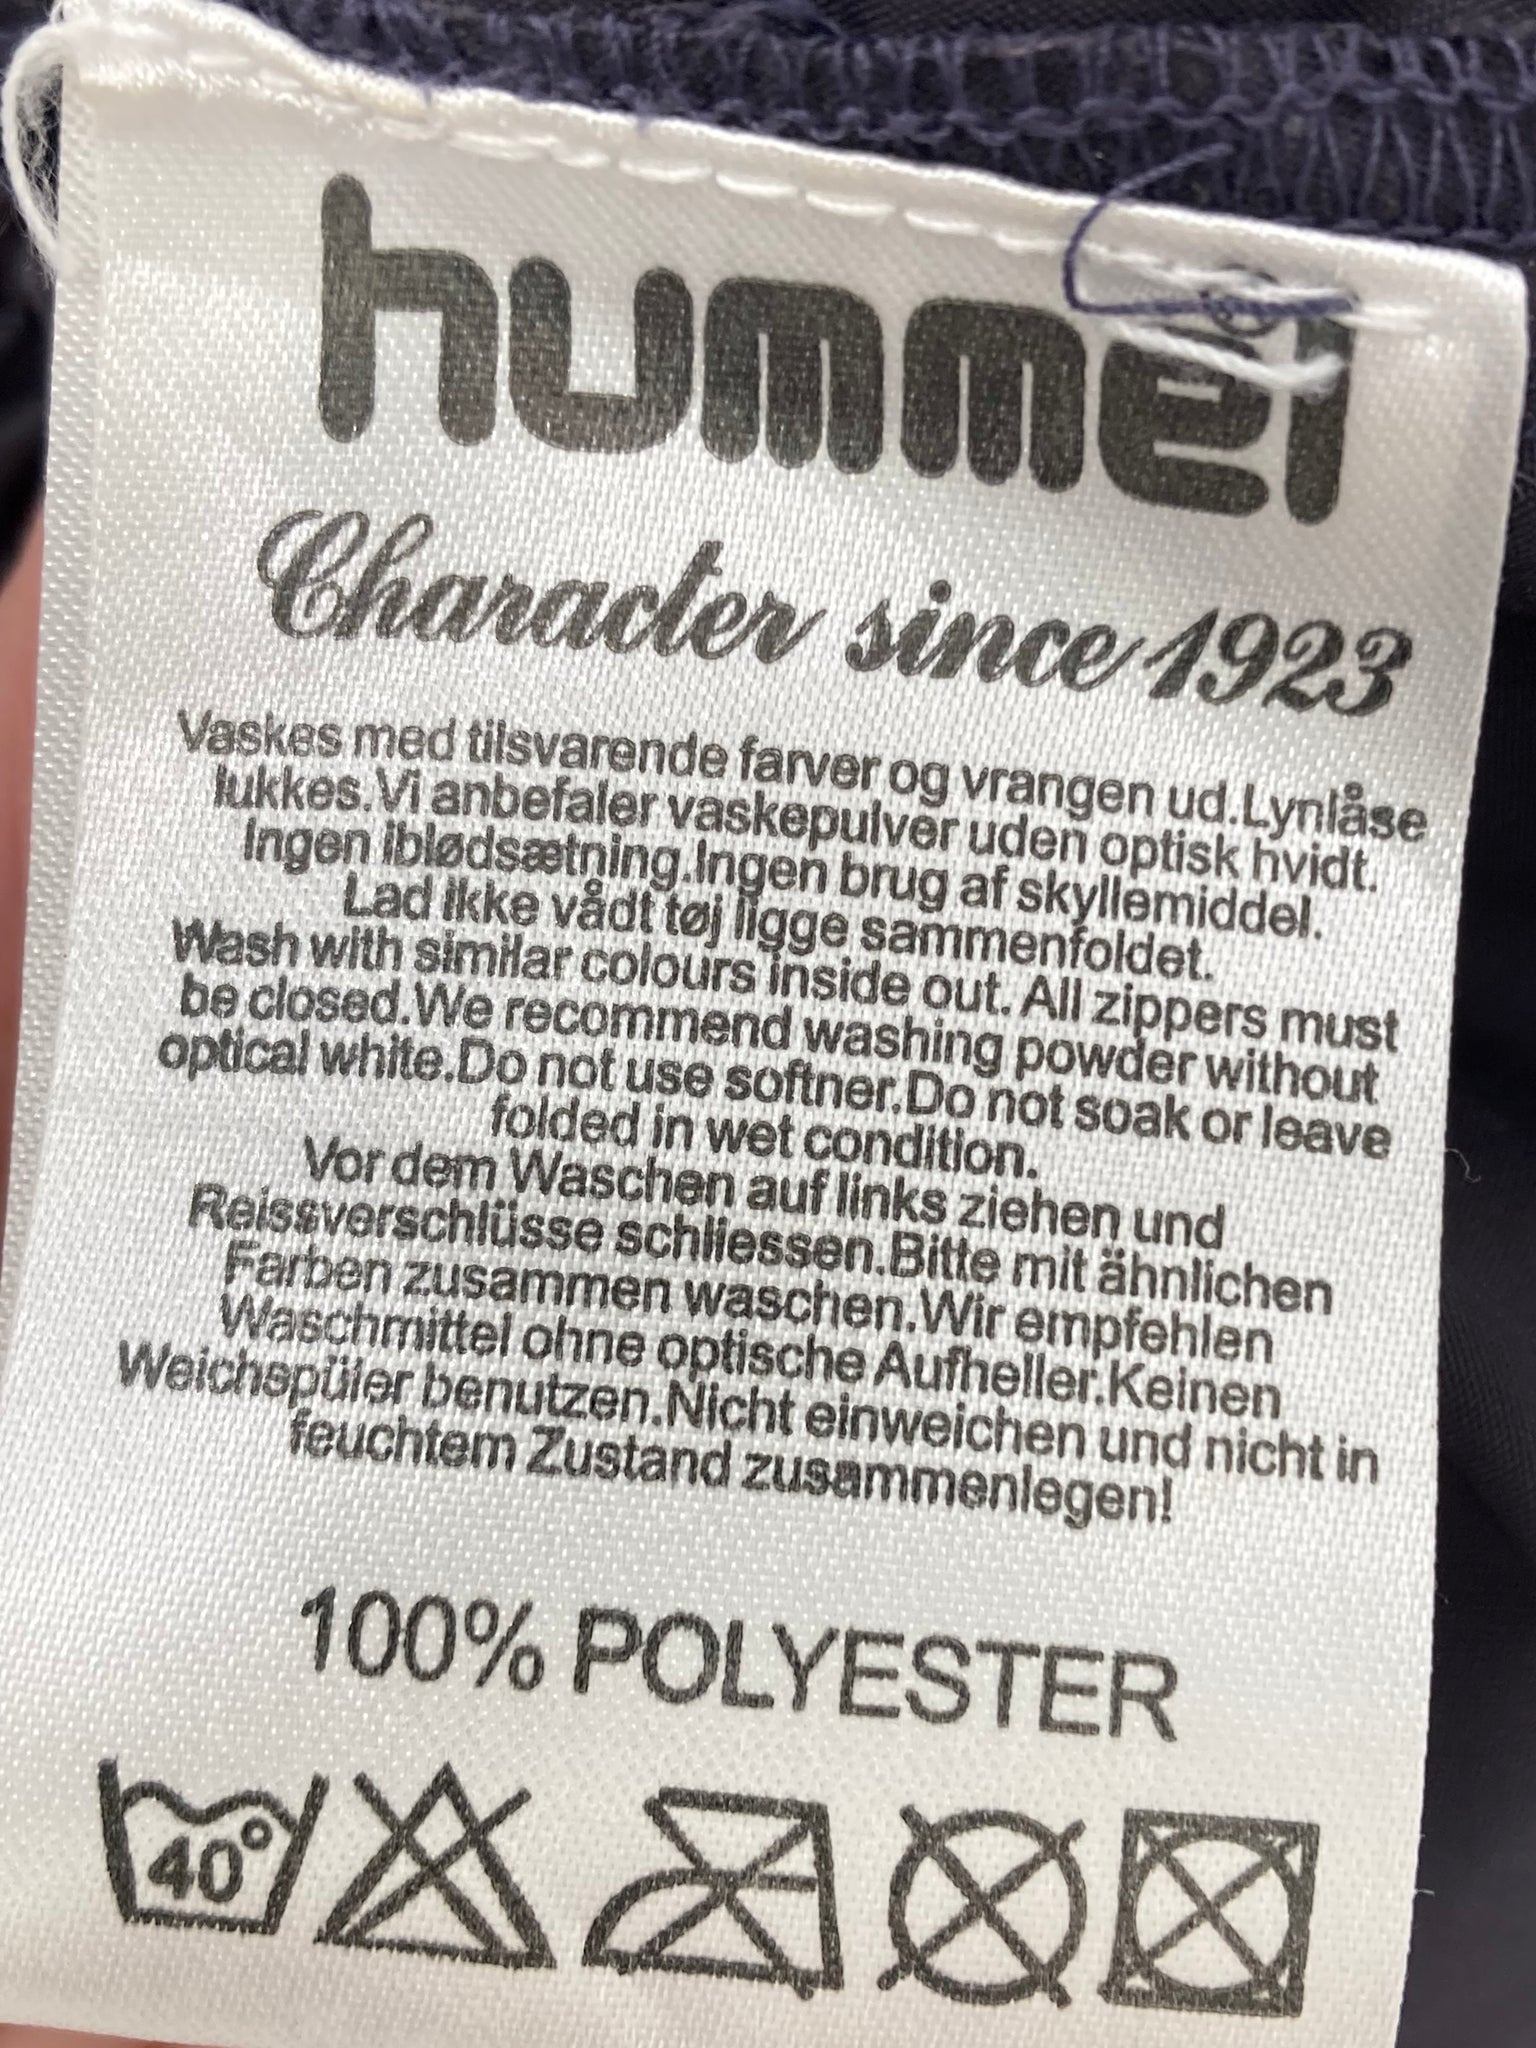 hummel
Character since 1923
Vaskes med tilsvarende farver og vrangen ud.Lynlåse
lukkes.Vi anbefaler vaskepulver uden optisk hvidt.
Ingen iblødsætning.Ingen brug af skyllemiddel.
Lad ikke vådt tøj ligge sammenfoldet.
Wash with similar colours inside out. All zippers must
be closed.We recommend washing powder without
optical white.Do not use softner.Do not soak or leave
folded in wet condition.
Vor dem Waschen auf links ziehen und
Reissverschlüsse schliessen.Bitte mit ähnlichen
Farben zusammen waschen.Wir empfehlen
Waschmittel ohne optische Aufheller.Keinen
Weichspüler benutzen.Nicht einweichen und nicht in
feuchtem Zustand zusammenlegen!
100% POLYESTER
40°